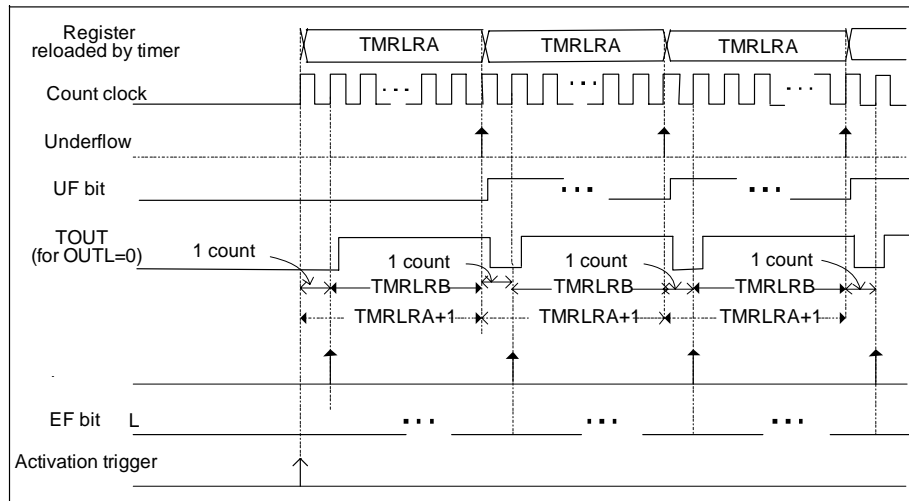 Register
reloaded by timer
TMRLRA
TMRLRA
TMRLRA
Count clock
Underflow
UF bit
TOUT
(for OUTL=0)
1 count
1 count
1 count
1 count
TMRLRB
TMRLRB
TMRLRB
TMRLRA+1
TMRLRA+1
TMRLRA+1
EF bit L
Activation trigger